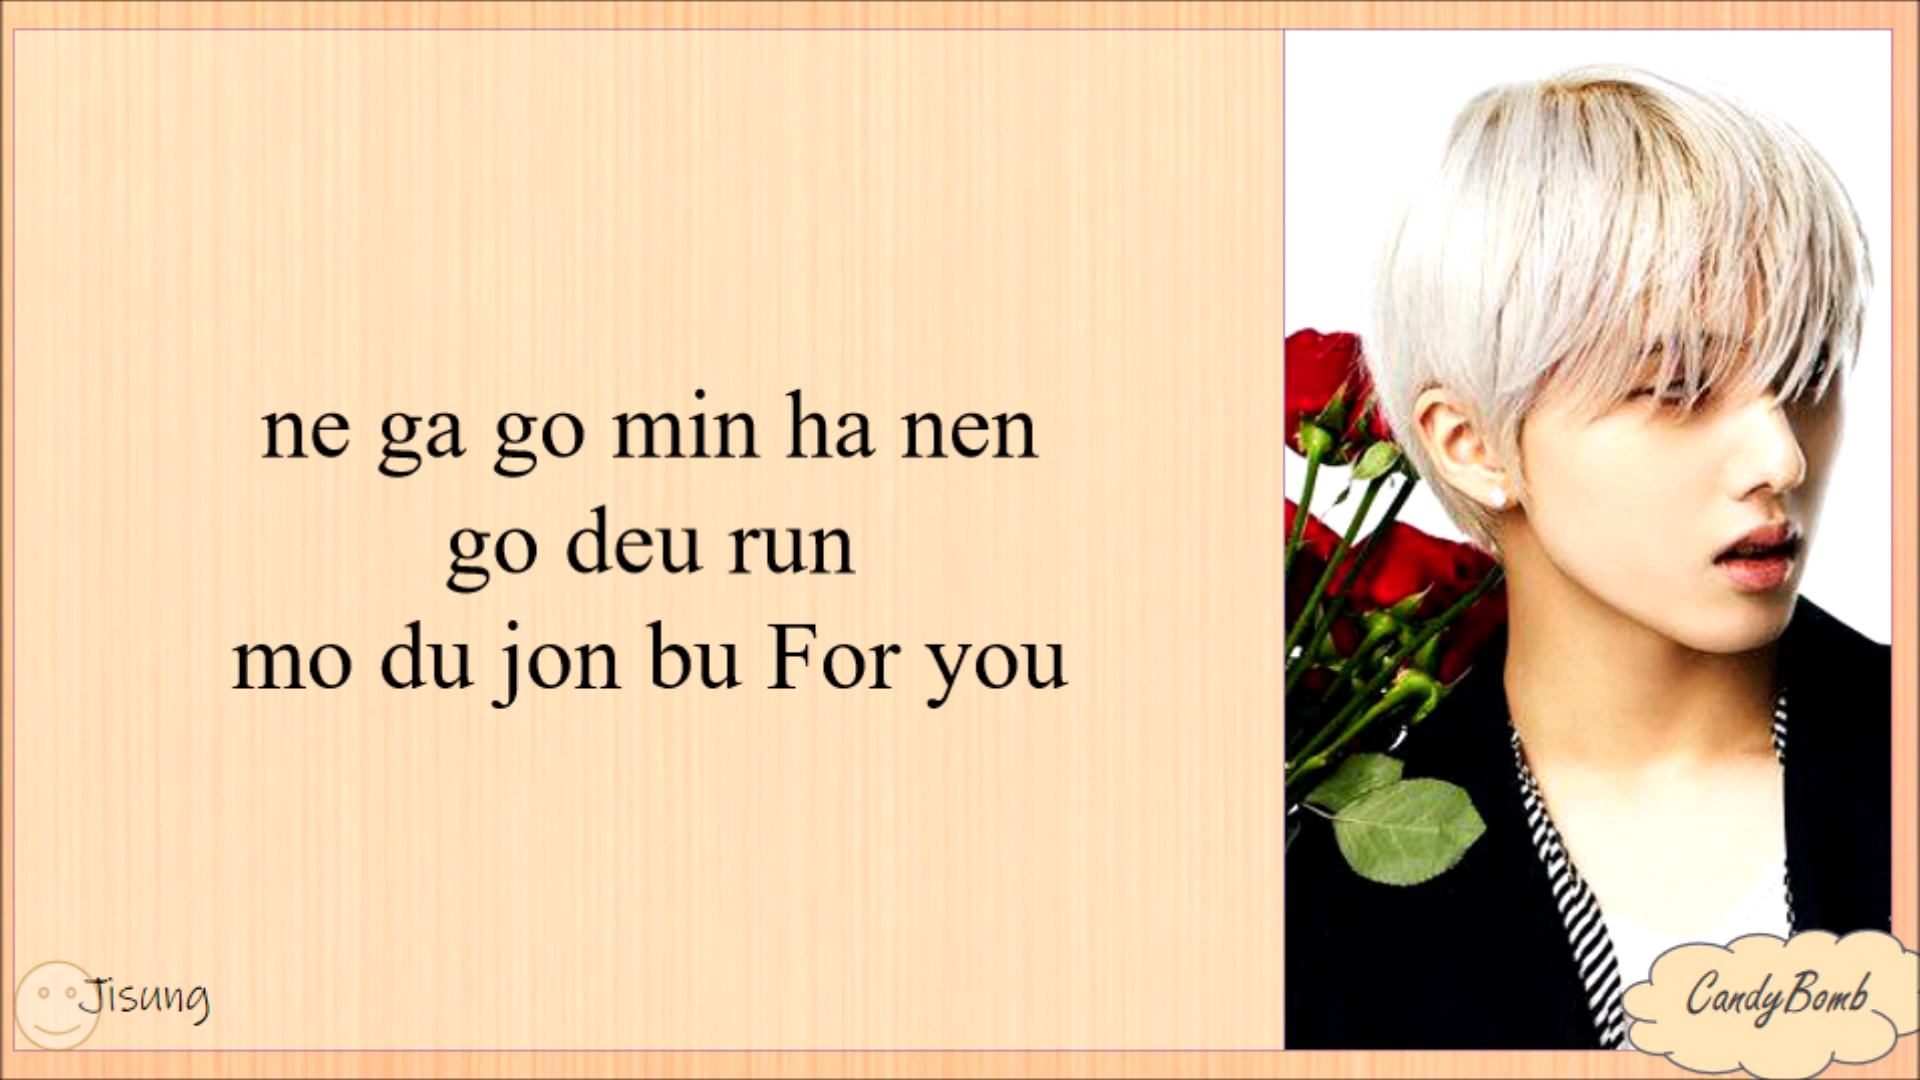 ne ga go min ha nen
go deu run
mo du jon bu For you
Jisung
CandyBomb